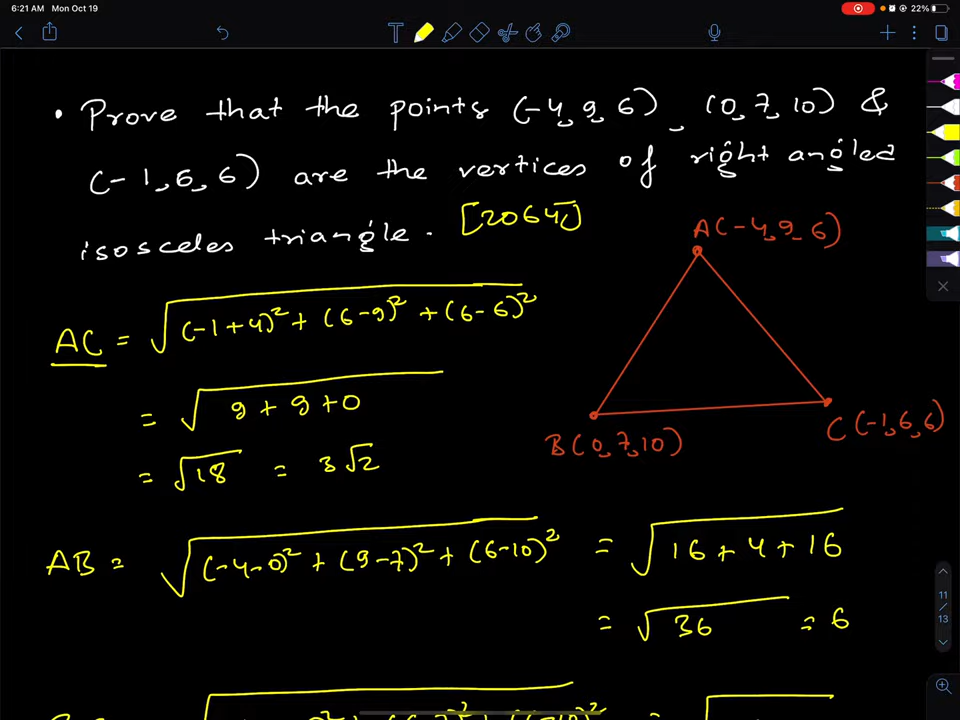 6:21 AM Mon Oct 19
22%
T
• Prove that the points (-4, 9, 6), (0, 7, 10) &
(-1, 6, 6) are the vertices of right angled
isosceles triangle. [2064]
A(-4, 9, 6)
AC = √((-1+4)² + (6-9)² + (6-6)²)
= √(9 + 9 + 0)
B(0, 7, 10)
C(-1, 6, 6)
= √18 = 3√2
AB = √((-4-0)² + (9-7)² + (6-10)²) = √(16 + 4 + 16)
= √36 = 6
11
/
13